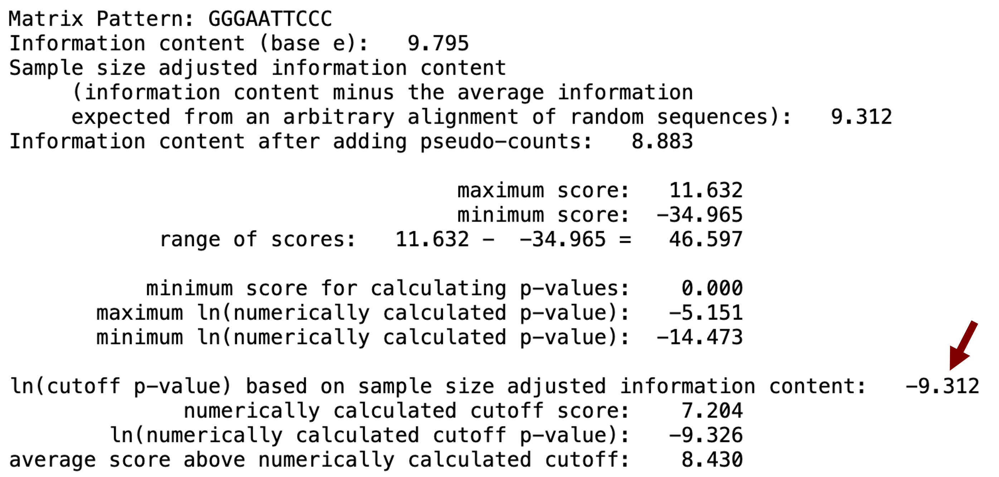 Matrix Pattern: GGGAATTCCC
Information content (base e): 9.795
Sample size adjusted information content
(information content minus the average information
expected from an arbitrary alignment of random sequences): 9.312
Information content after adding pseudo-counts: 8.883
maximum score: 11.632
minimum score: -34.965
range of scores: 11.632 - -34.965 = 46.597
minimum score for calculating p-values: 0.000
maximum ln(numerically calculated p-value): -5.151
minimum ln(numerically calculated p-value): -14.473
ln(cutoff p-value) based on sample size adjusted information content: -9.312
numerically calculated cutoff score: 7.204
ln(numerically calculated cutoff p-value): -9.326
average score above numerically calculated cutoff: 8.430